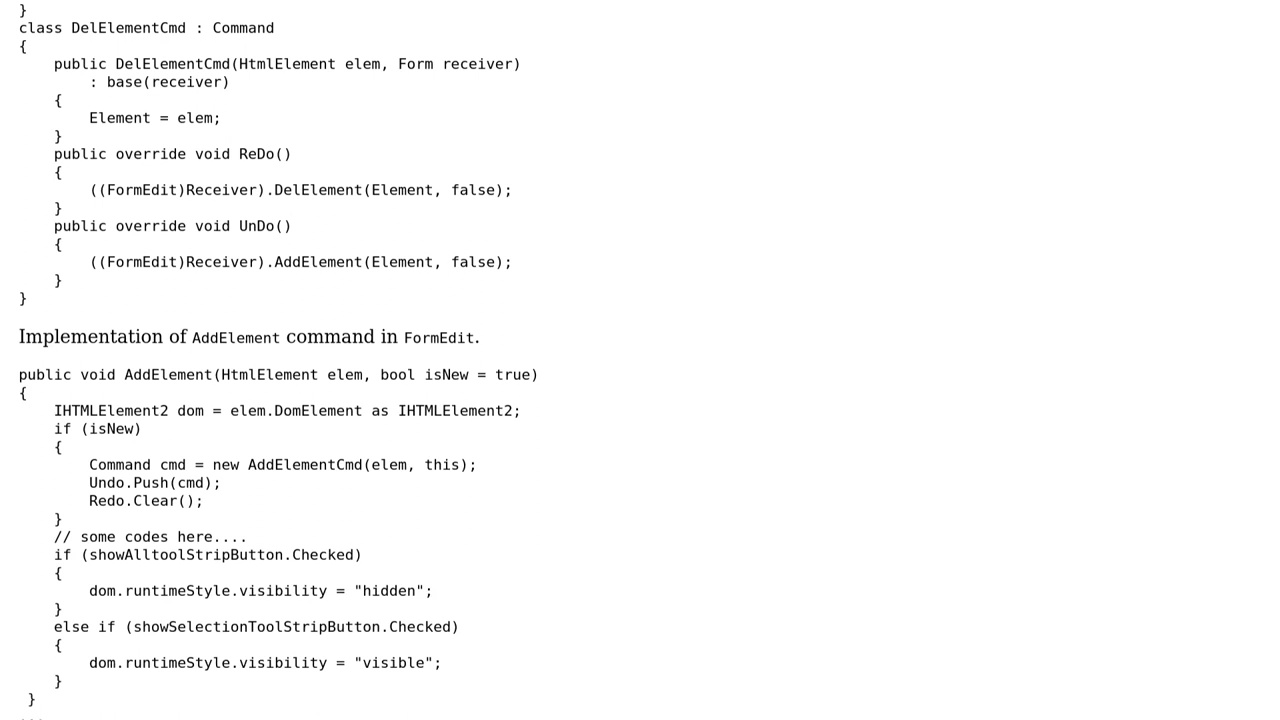 }
class DelElementCmd : Command
{
    public DelElementCmd(HtmlElement elem, Form receiver)
        : base(receiver)
    {
        Element = elem;
    }
    public override void ReDo()
    {
        ((FormEdit)Receiver).DelElement(Element, false);
    }
    public override void UnDo()
    {
        ((FormEdit)Receiver).AddElement(Element, false);
    }
}
Implementation of AddElement command in FormEdit.
public void AddElement(HtmlElement elem, bool isNew = true)
{
    IHTMLElement2 dom = elem.DomElement as IHTMLElement2;
    if (isNew)
    {
        Command cmd = new AddElementCmd(elem, this);
        Undo.Push(cmd);
        Redo.Clear();
    }
    // some codes here....
    if (showAlltoolStripButton.Checked)
    {
        dom.runtimeStyle.visibility = "hidden";
    }
    else if (showSelectionToolStripButton.Checked)
    {
        dom.runtimeStyle.visibility = "visible";
    }
 }
...